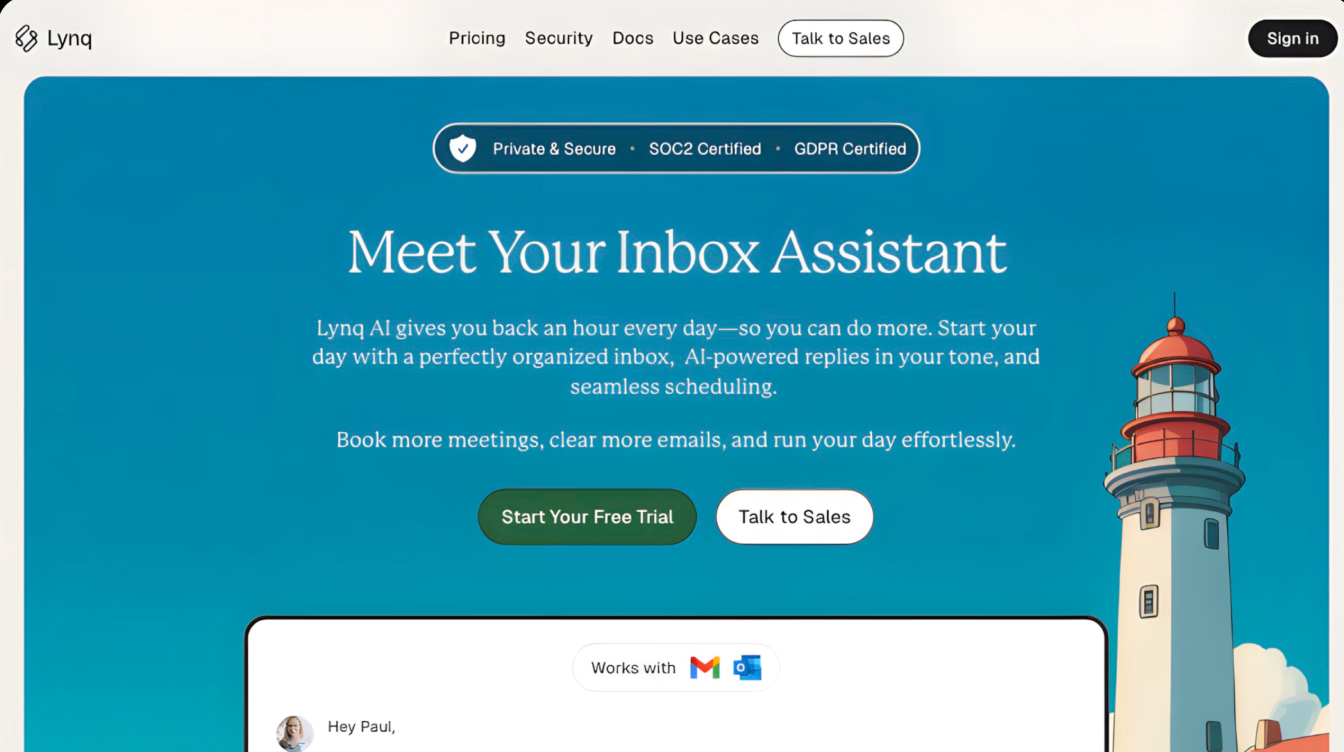 Lynq
Pricing Security Docs Use Cases Talk to Sales
Sign in
Private & Secure • SOC2 Certified • GDPR Certified
Meet Your Inbox Assistant
Lynq AI gives you back an hour every day—so you can do more. Start your
day with a perfectly organized inbox, AI-powered replies in your tone, and
seamless scheduling.
Book more meetings, clear more emails, and run your day effortlessly.
Start Your Free Trial
Talk to Sales
Works with
Hey Paul,